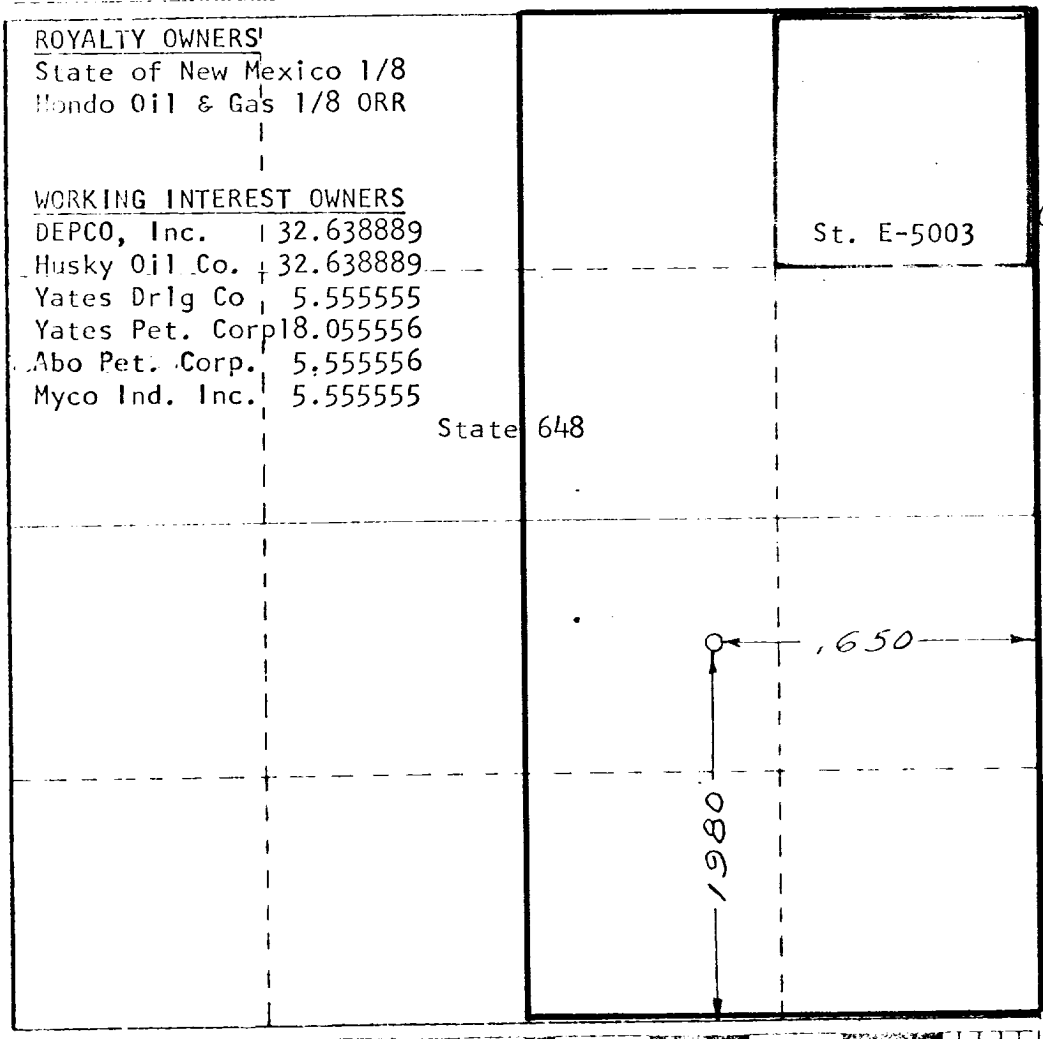 ROYALTY OWNERS
State of New Mexico 1/8
Hondo Oil & Gas 1/8 ORR
WORKING INTEREST OWNERS
DEPCO, Inc. 32.638889
Husky Oil Co. 32.638889
Yates Drlg Co 5.555555
Yates Pet. Corp 18.055556
Abo Pet. Corp. 5.555556
Myco Ind. Inc. 5.555555
St. E-5003
State 648
1650
1980